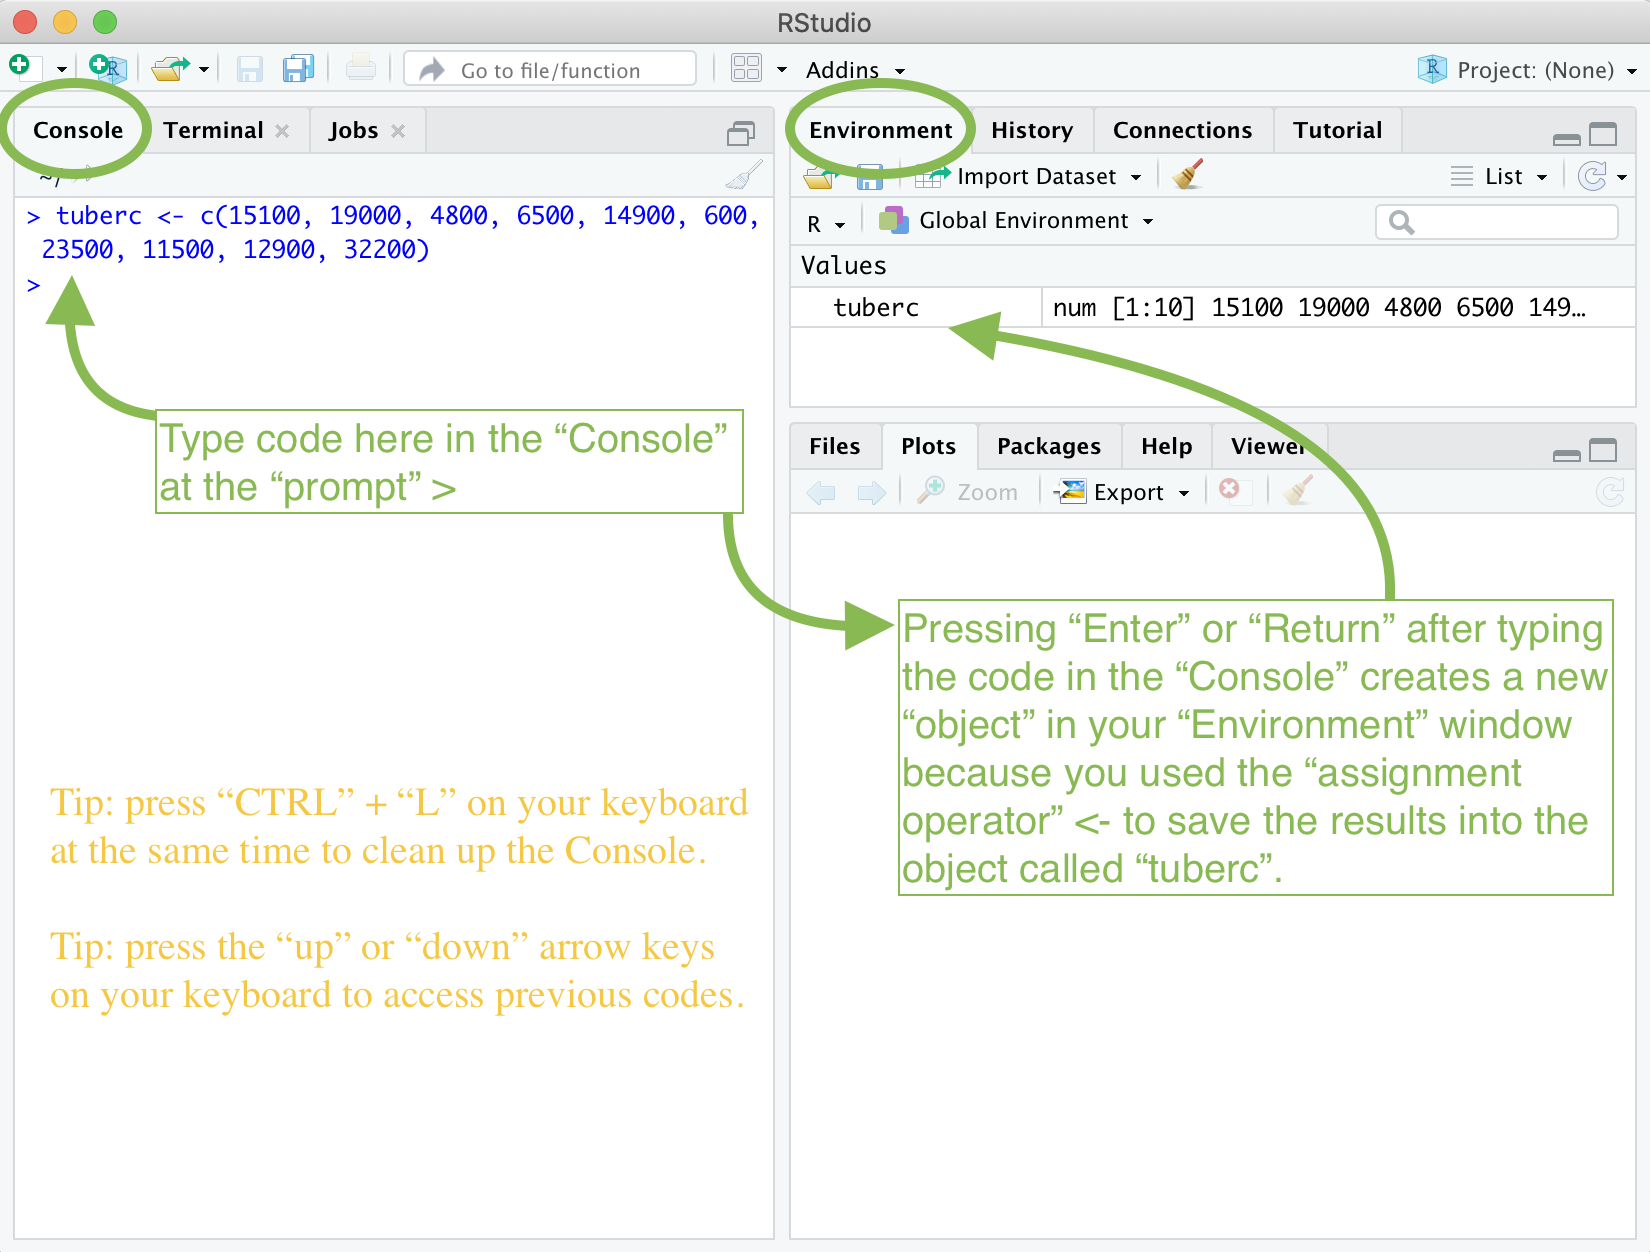 RStudio
Go to file/function
Addins
R Project: (None)
Console Terminal × Jobs ×
~/
> tuberc <- c(15100, 19000, 4800, 6500, 14900, 600,
23500, 11500, 12900, 32200)
>
Type code here in the “Console”
at the “prompt” >
Tip: press “CTRL” + “L” on your keyboard
at the same time to clean up the Console.
Tip: press the “up” or “down” arrow keys
on your keyboard to access previous codes.
Environment History Connections Tutorial
Import Dataset List
R Global Environment
Values
tuberc num [1:10] 15100 19000 4800 6500 149…
Files Plots Packages Help Viewer
Zoom Export
Pressing “Enter” or “Return” after typing
the code in the “Console” creates a new
“object” in your “Environment” window
because you used the “assignment
operator” <- to save the results into the
object called “tuberc”.